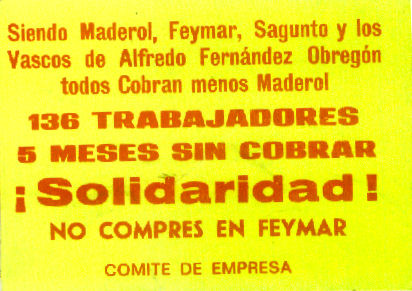 Siendo Maderol, Feymar, Sagunto y los
Vascos de Alfredo Fernández Obregón
todos Cobran menos Maderol
136 TRABAJADORES
5 MESES SIN COBRAR
¡Solidaridad!
NO COMPRES EN FEYMAR
COMITE DE EMPRESA